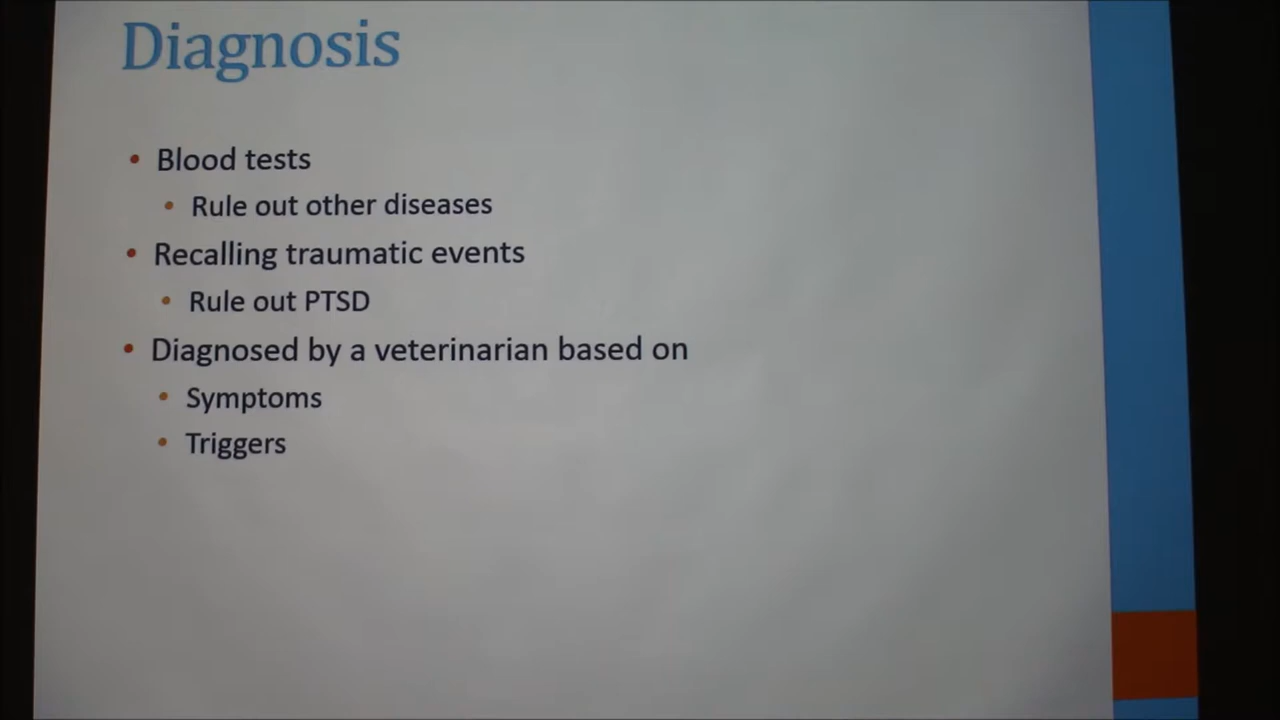 Diagnosis
• Blood tests
• Rule out other diseases
• Recalling traumatic events
• Rule out PTSD
• Diagnosed by a veterinarian based on
• Symptoms
• Triggers